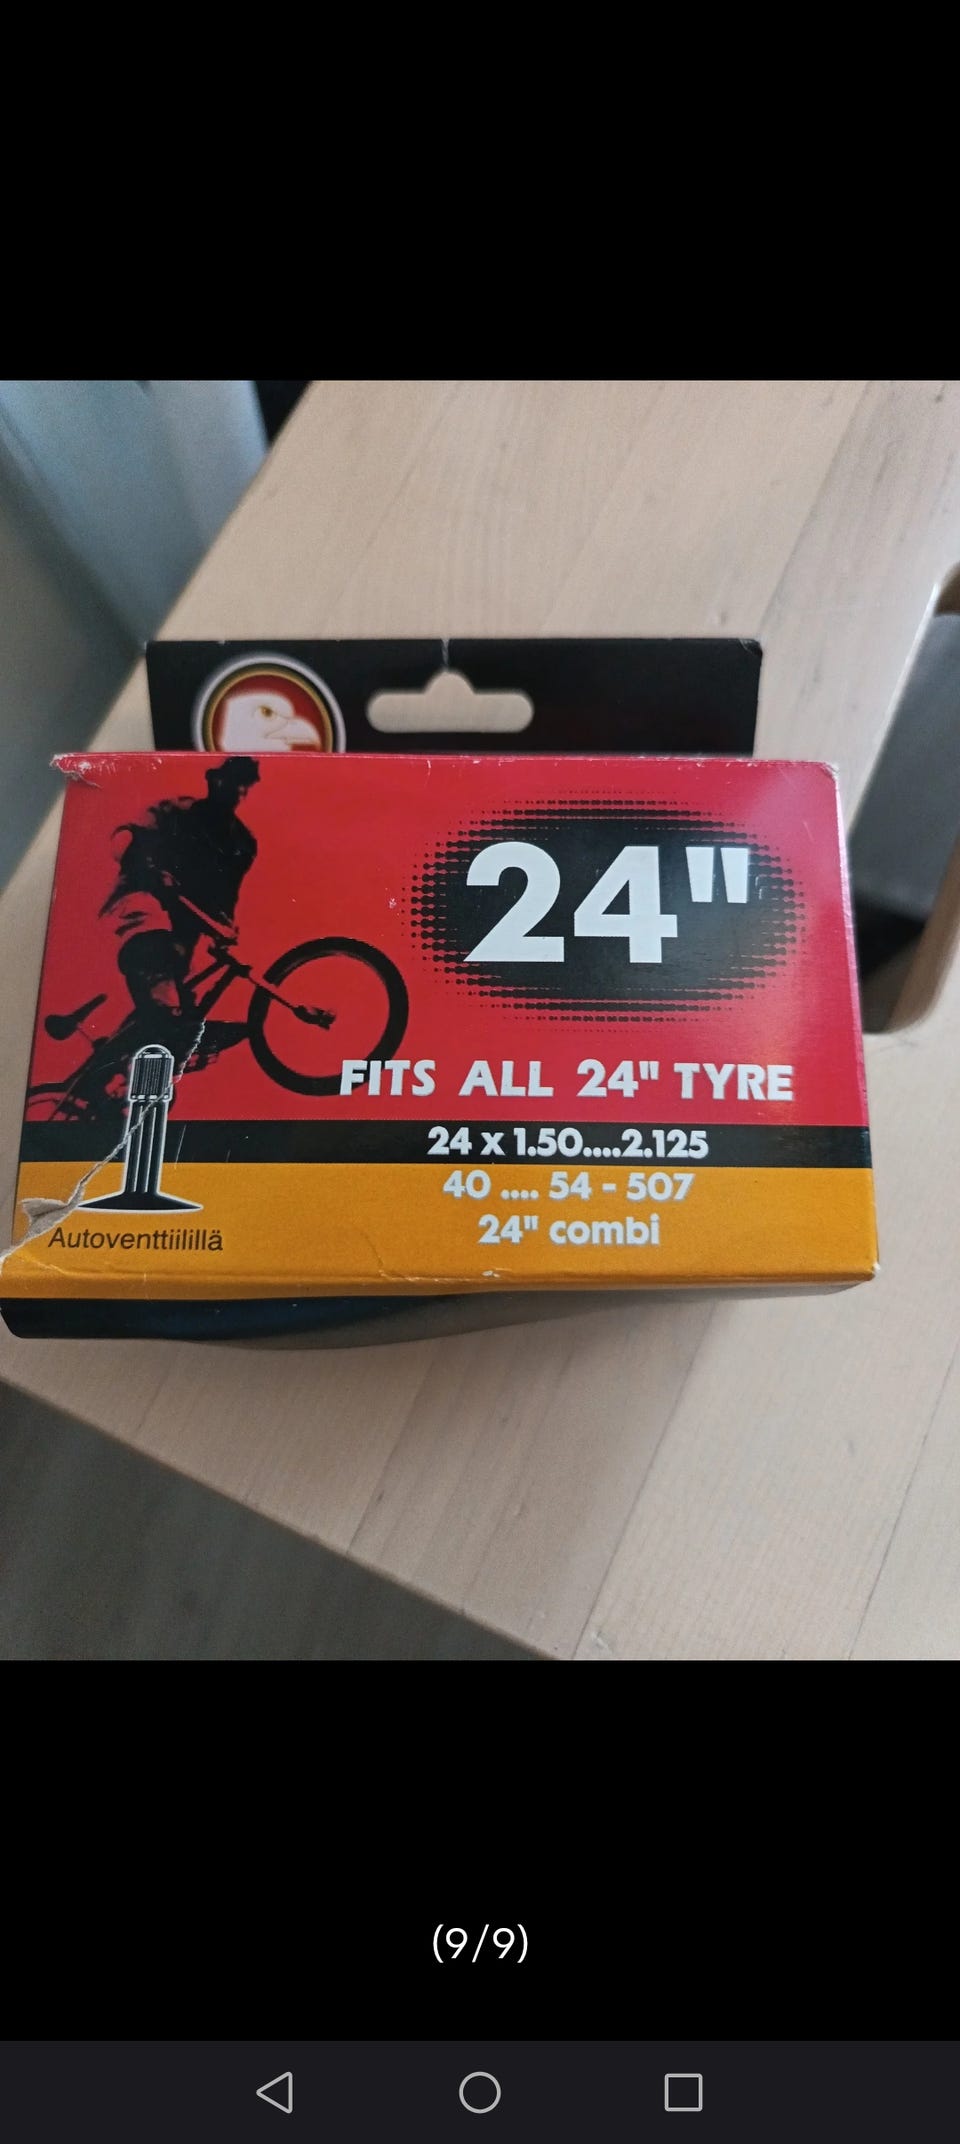 24"
FITS ALL 24" TYRE
24 x 1.50....2.125
40 .... 54 - 507
24" combi
Autoventtiilillä
(9/9)